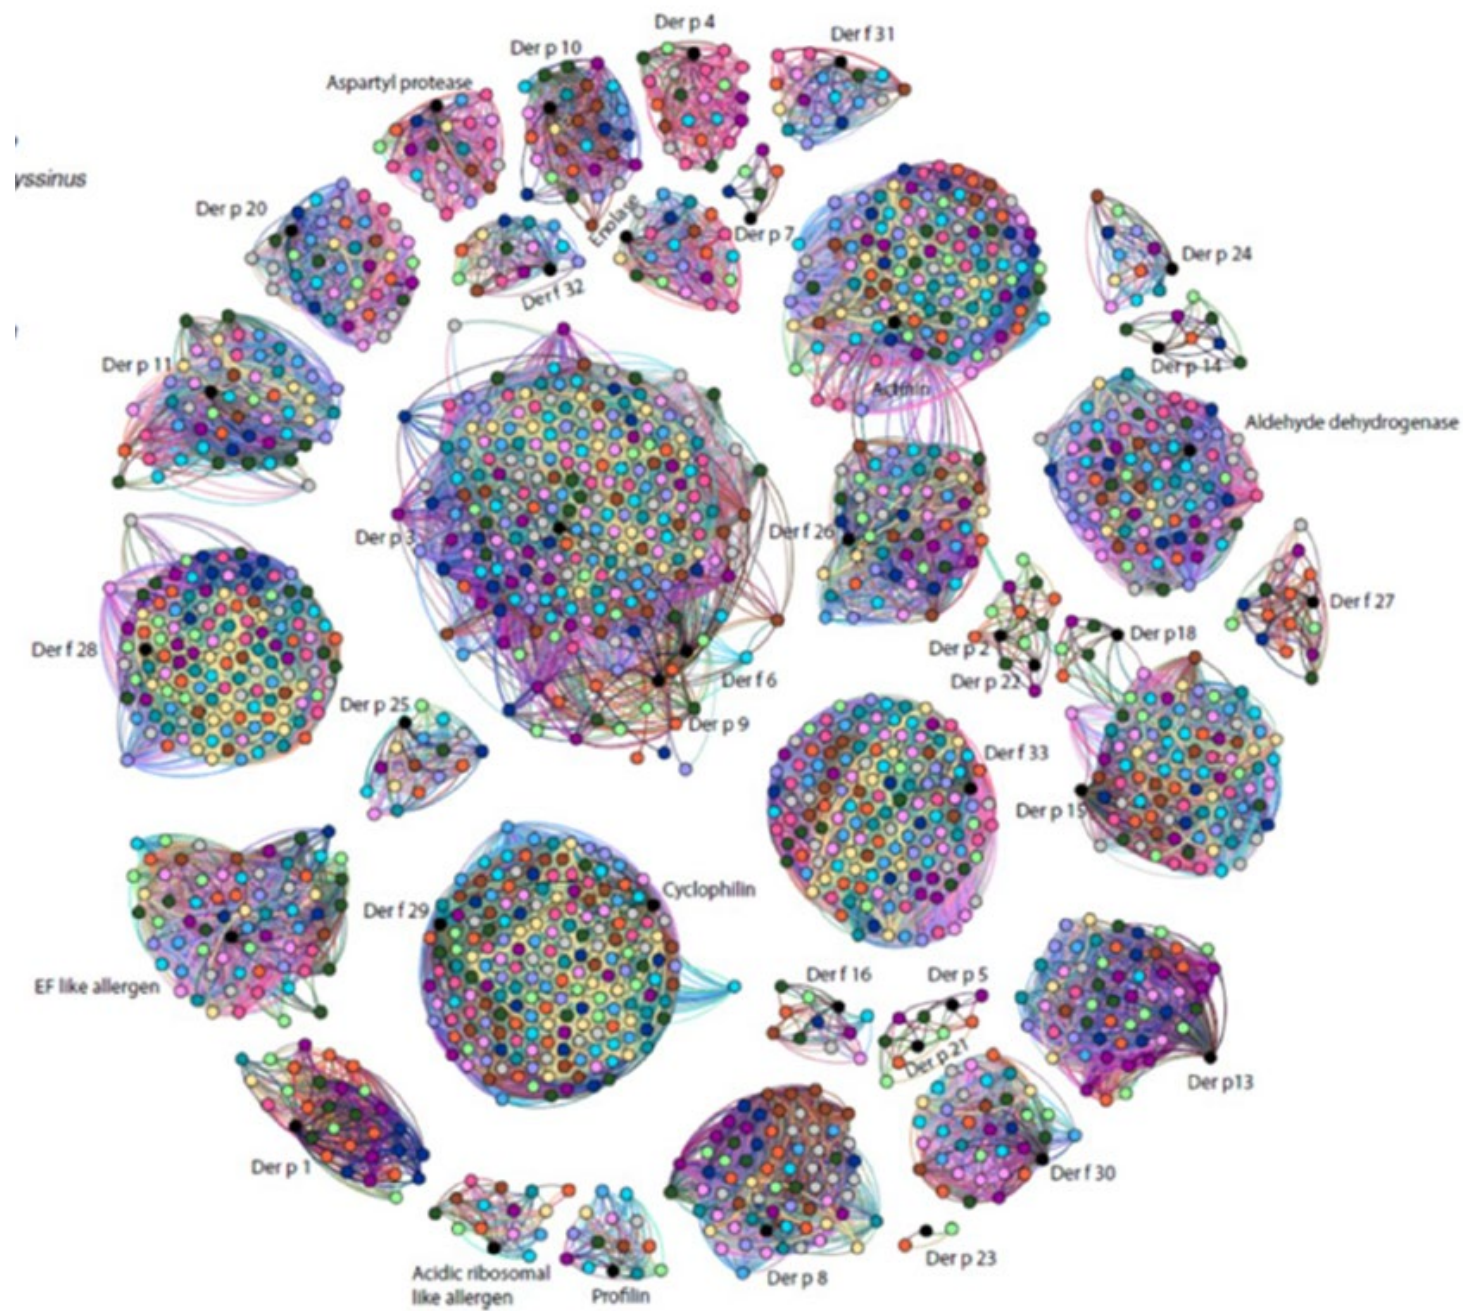 Der p 4
Der p 10
Der f 31
Aspartyl protease
yssinus
Der p 20
Enolase
Der p 7
Der p 24
Der f 32
Der p 11
Der p 14
Actinin
Aldehyde dehydrogenase
Der p 3
Der f 26
Der f 27
Der f 28
Der p 2
Der p18
Der p 22
Der f 6
Der p 25
Der p 9
Der f 33
Der p 15
Cyclophilin
Der f 29
EF like allergen
Der f 16
Der p 5
Der p 21
Der p13
Der p 1
Der f 30
Der p 23
Acidic ribosomal
like allergen
Profilin
Der p 8